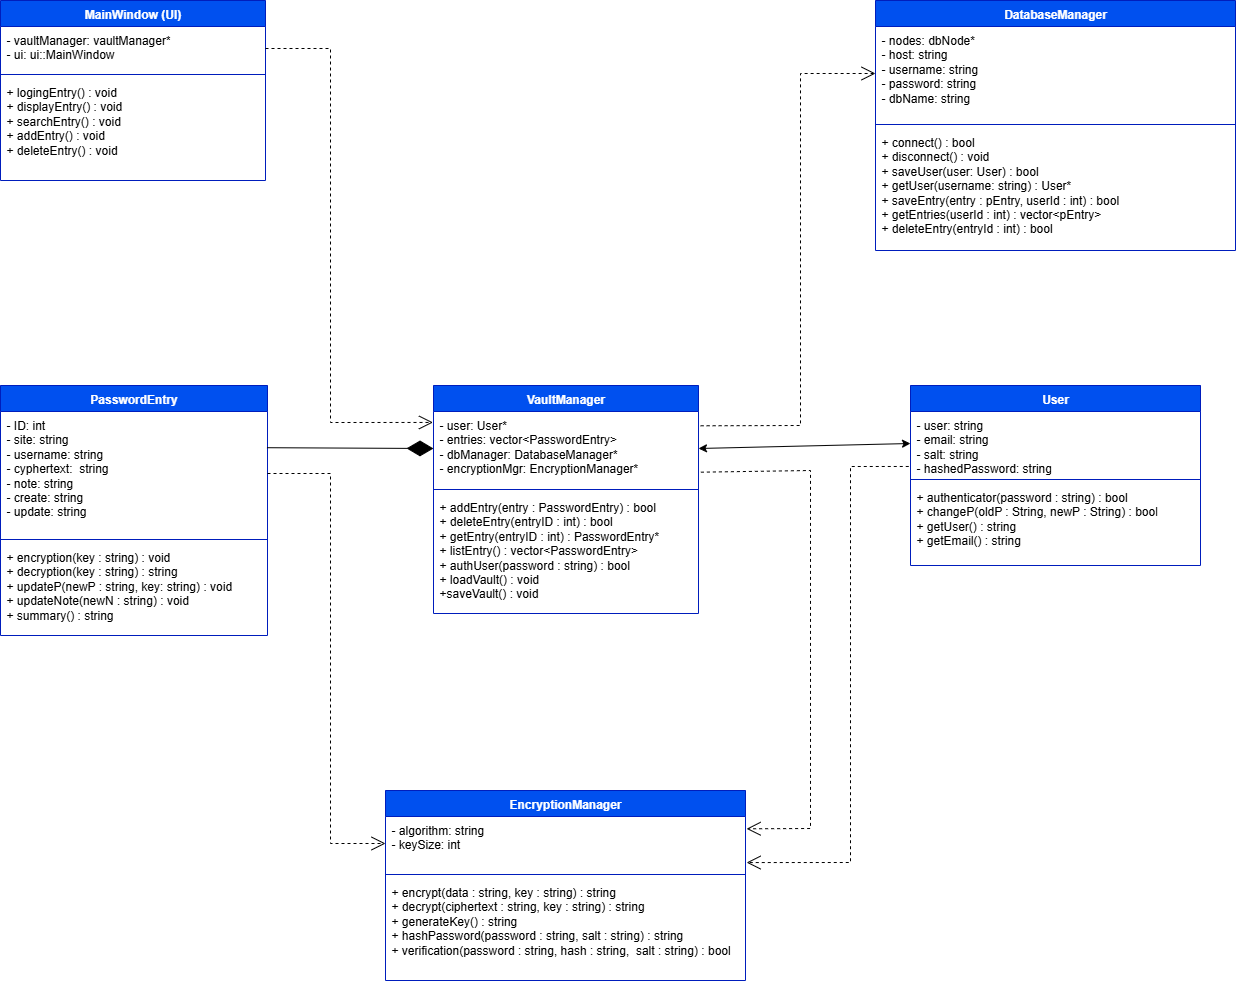 MainWindow (UI)
- vaultManager: vaultManager*
- ui: ui::MainWindow
+ logingEntry() : void
+ displayEntry() : void
+ searchEntry() : void
+ addEntry() : void
+ deleteEntry() : void
DatabaseManager
- nodes: dbNode*
- host: string
- username: string
- password: string
- dbName: string
+ connect() : bool
+ disconnect() : void
+ saveUser(user: User) : bool
+ getUser(username: string) : User*
+ saveEntry(entry : pEntry, userId : int) : bool
+ getEntries(userId : int) : vector<pEntry>
+ deleteEntry(entryId : int) : bool
PasswordEntry
- ID: int
- site: string
- username: string
- cyphertext:  string
- note: string
- create: string
- update: string
+ encryption(key : string) : void
+ decryption(key : string) : string
+ updateP(newP : string, key: string) : void
+ updateNote(newN : string) : void
+ summary() : string
VaultManager
- user: User*
- entries: vector<PasswordEntry>
- dbManager: DatabaseManager*
- encryptionMgr: EncryptionManager*
+ addEntry(entry : PasswordEntry) : bool
+ deleteEntry(entryID : int) : bool
+ getEntry(entryID : int) : PasswordEntry*
+ listEntry() : vector<PasswordEntry>
+ authUser(password : string) : bool
+ loadVault() : void
+saveVault() : void
User
- user: string
- email: string
- salt: string
- hashedPassword: string
+ authenticator(password : string) : bool
+ changeP(oldP : String, newP : String) : bool
+ getUser() : string
+ getEmail() : string
EncryptionManager
- algorithm: string
- keySize: int
+ encrypt(data : string, key : string) : string
+ decrypt(ciphertext : string, key : string) : string
+ generateKey() : string
+ hashPassword(password : string, salt : string) : string
+ verification(password : string, hash : string,  salt : string) : bool